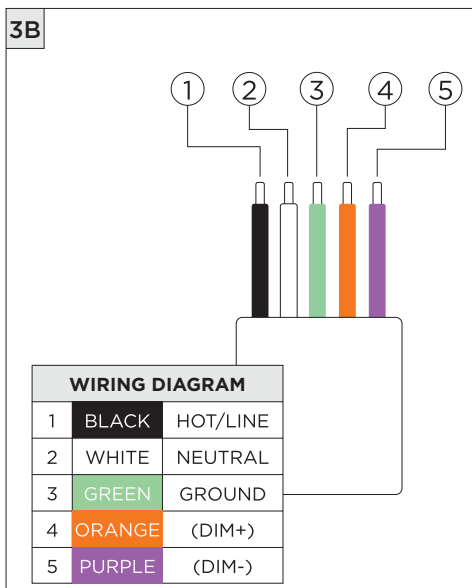 3B
1 2 3 4 5
WIRING DIAGRAM
1 BLACK HOT/LINE
2 WHITE NEUTRAL
3 GREEN GROUND
4 ORANGE (DIM+)
5 PURPLE (DIM-)